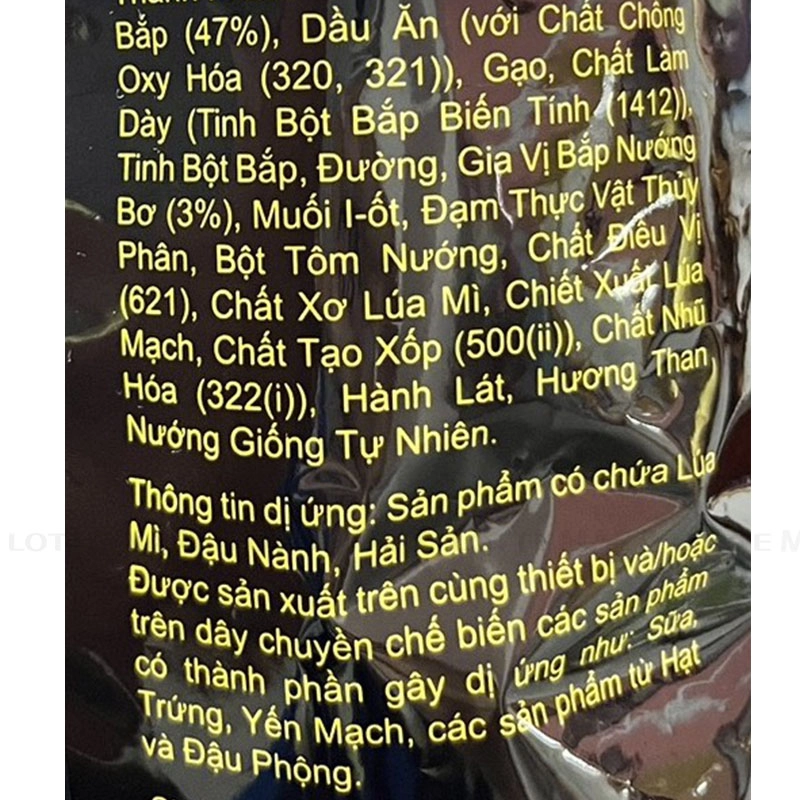 Bắp (47%), Dầu Ăn (với Chất Chống
Oxy Hóa (320, 321)), Gạo, Chất Làm
Dày (Tinh Bột Bắp Biến Tính (1412)),
Tinh Bột Bắp, Đường, Gia Vị Bắp Nướng
Bơ (3%), Muối I-ốt, Đạm Thực Vật Thủy
Phân, Bột Tôm Nướng, Chất Điều Vị
(621), Chất Xơ Lúa Mì, Chiết Xuất Lúa
Mạch, Chất Tạo Xốp (500(ii)), Chất Nhũ
Hóa (322(i)), Hành Lát, Hương Than
Nướng Giống Tự Nhiên.
Thông tin dị ứng: Sản phẩm có chứa Lúa
Mì, Đậu Nành, Hải Sản.
Được sản xuất trên cùng thiết bị và/hoặc
trên dây chuyền chế biến các sản phẩm
có thành phần gây dị ứng như: Sữa,
Trứng, Yến Mạch, các sản phẩm từ Hạt
và Đậu Phộng.